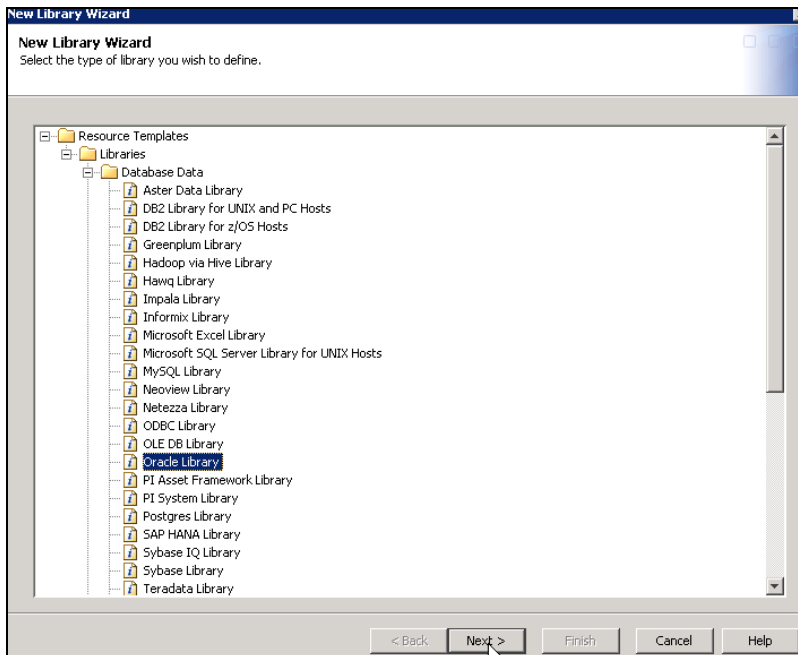 New Library Wizard
New Library Wizard
Select the type of library you wish to define.
Resource Templates
Libraries
Database Data
Aster Data Library
DB2 Library for UNIX and PC Hosts
DB2 Library for z/OS Hosts
Greenplum Library
Hadoop via Hive Library
Hawq Library
Impala Library
Informix Library
Microsoft Excel Library
Microsoft SQL Server Library for UNIX Hosts
MySQL Library
Neoview Library
Netezza Library
ODBC Library
OLE DB Library
Oracle Library
PI Asset Framework Library
PI System Library
Postgres Library
SAP HANA Library
Sybase IQ Library
Sybase Library
Teradata Library
< Back Next > Finish Cancel Help